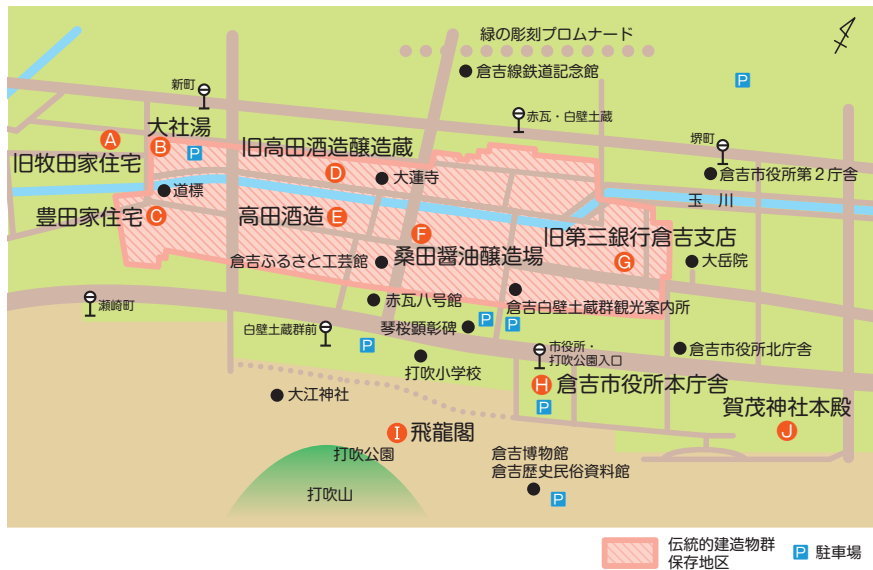 緑の彫刻プロムナード
倉吉線鉄道記念館
P
新町
赤瓦・白壁土蔵
堺町
A
旧牧田家住宅
大社湯
B
P
旧高田酒造醸造蔵
D
大蓮寺
倉吉市役所第2庁舎
道標
玉川
豊田家住宅
C
高田酒造
E
F
桑田醤油醸造場
旧第三銀行倉吉支店
G
倉吉ふるさと工芸館
大岳院
瀬崎町
赤瓦八号館
倉吉白壁土蔵群観光案内所
白壁土蔵群前
琴桜顕彰碑
P
P
P
市役所・
打吹公園入口
倉吉市役所北庁舎
打吹小学校
H
倉吉市役所本庁舎
P
大江神社
賀茂神社本殿
J
I
飛龍閣
打吹公園
打吹山
倉吉博物館
倉吉歴史民俗資料館
P
伝統的建造物群
保存地区
P
駐車場